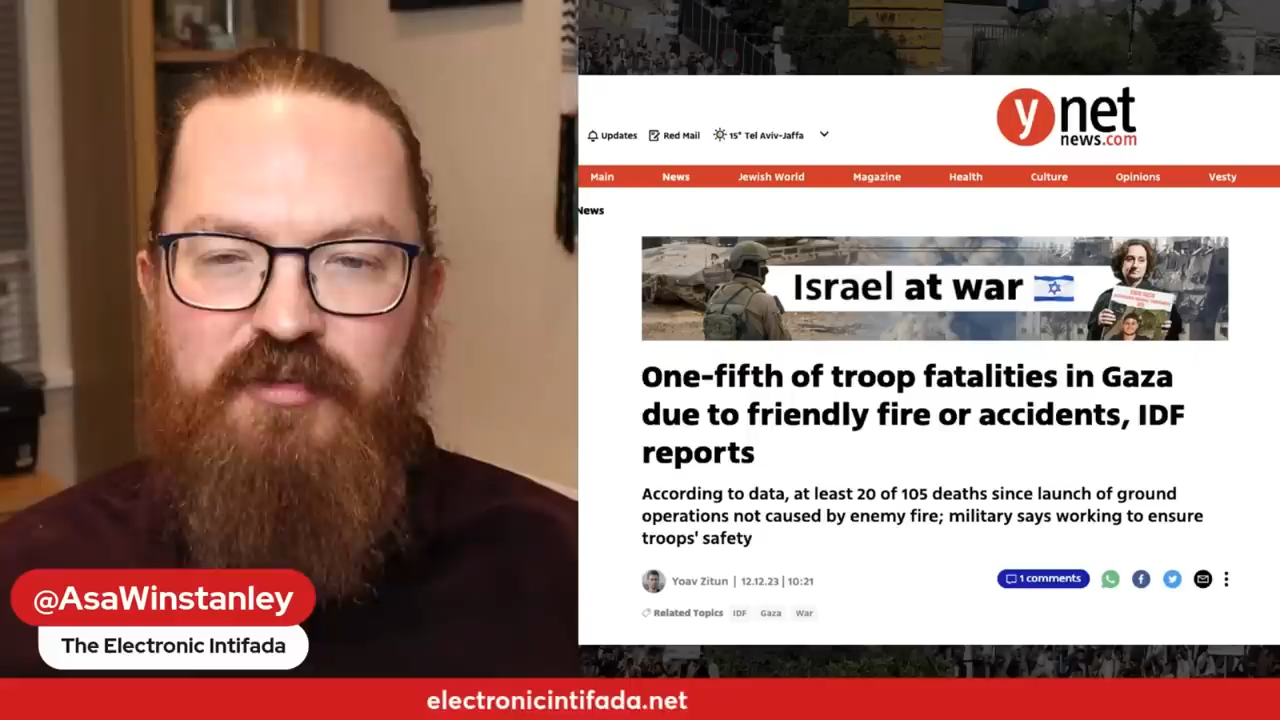 @AsaWinstanley
The Electronic Intifada
electronicintifada.net
ynet
news.com
Updates Red Mail 15° Tel Aviv-Jaffa
Main News Jewish World Magazine Health Culture Opinions Vesty
News
Israel at war
One-fifth of troop fatalities in Gaza
due to friendly fire or accidents, IDF
reports
According to data, at least 20 of 105 deaths since launch of ground
operations not caused by enemy fire; military says working to ensure
troops' safety
Yoav Zitun | 12.12.23 | 10:21
1 comments
Related Topics IDF Gaza War